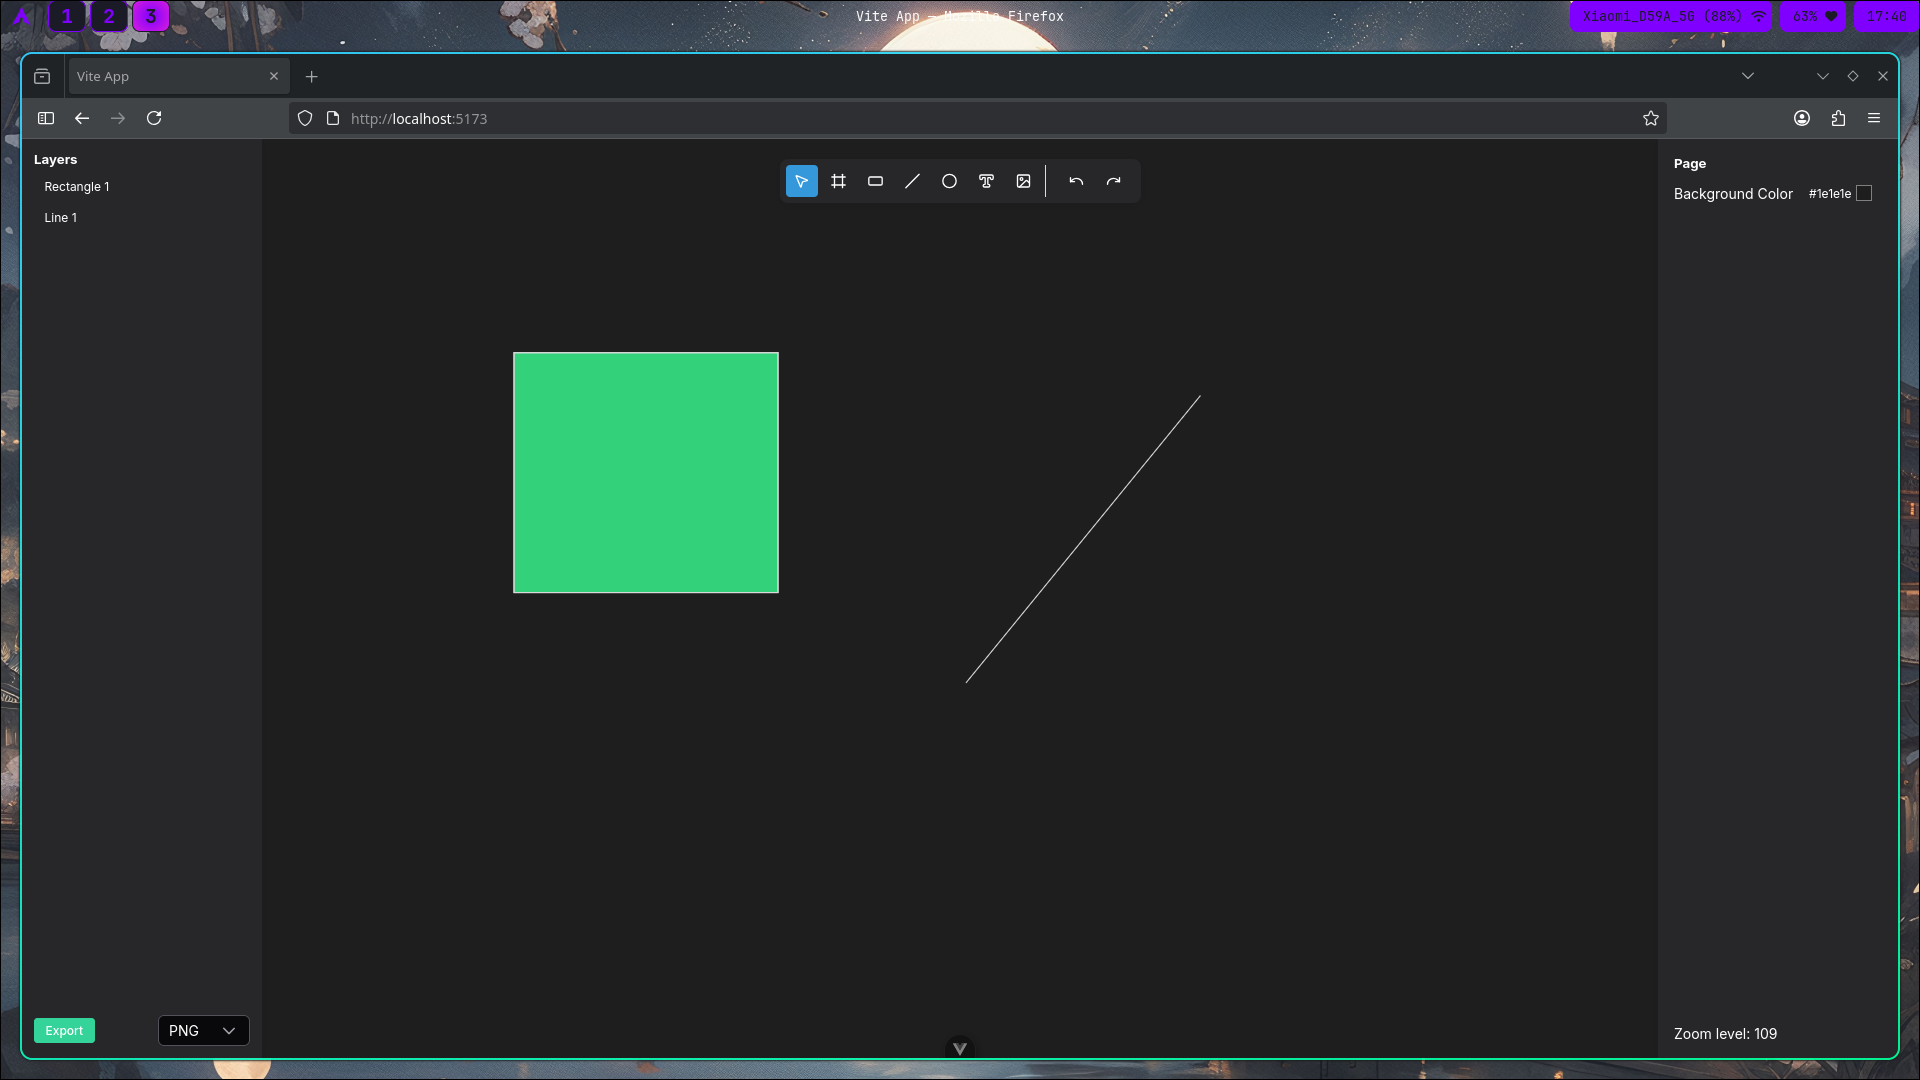 1 2 3
Vite App — Mozilla Firefox
Xiaomi_D59A_5G (88%)
63%
17:40
Vite App
http://localhost:5173
Layers
Rectangle 1
Line 1
Page
Background Color #1e1e1e
Export
PNG
Zoom level: 109